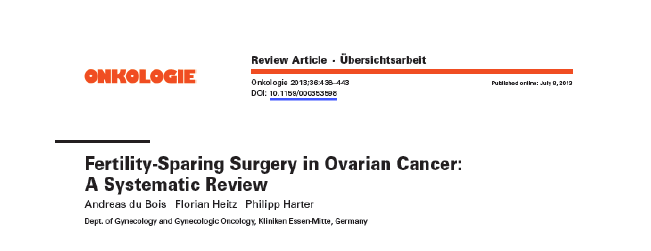 ONKOLOGIE
Review Article · Übersichtsarbeit
Onkologie 2013;36:436–443
Published online: July 8, 2013
DOI: 10.1159/000353598
Fertility-Sparing Surgery in Ovarian Cancer:
A Systematic Review
Andreas du Bois Florian Heitz Philipp Harter
Dept. of Gynecology and Gynecologic Oncology, Kliniken Essen-Mitte, Germany